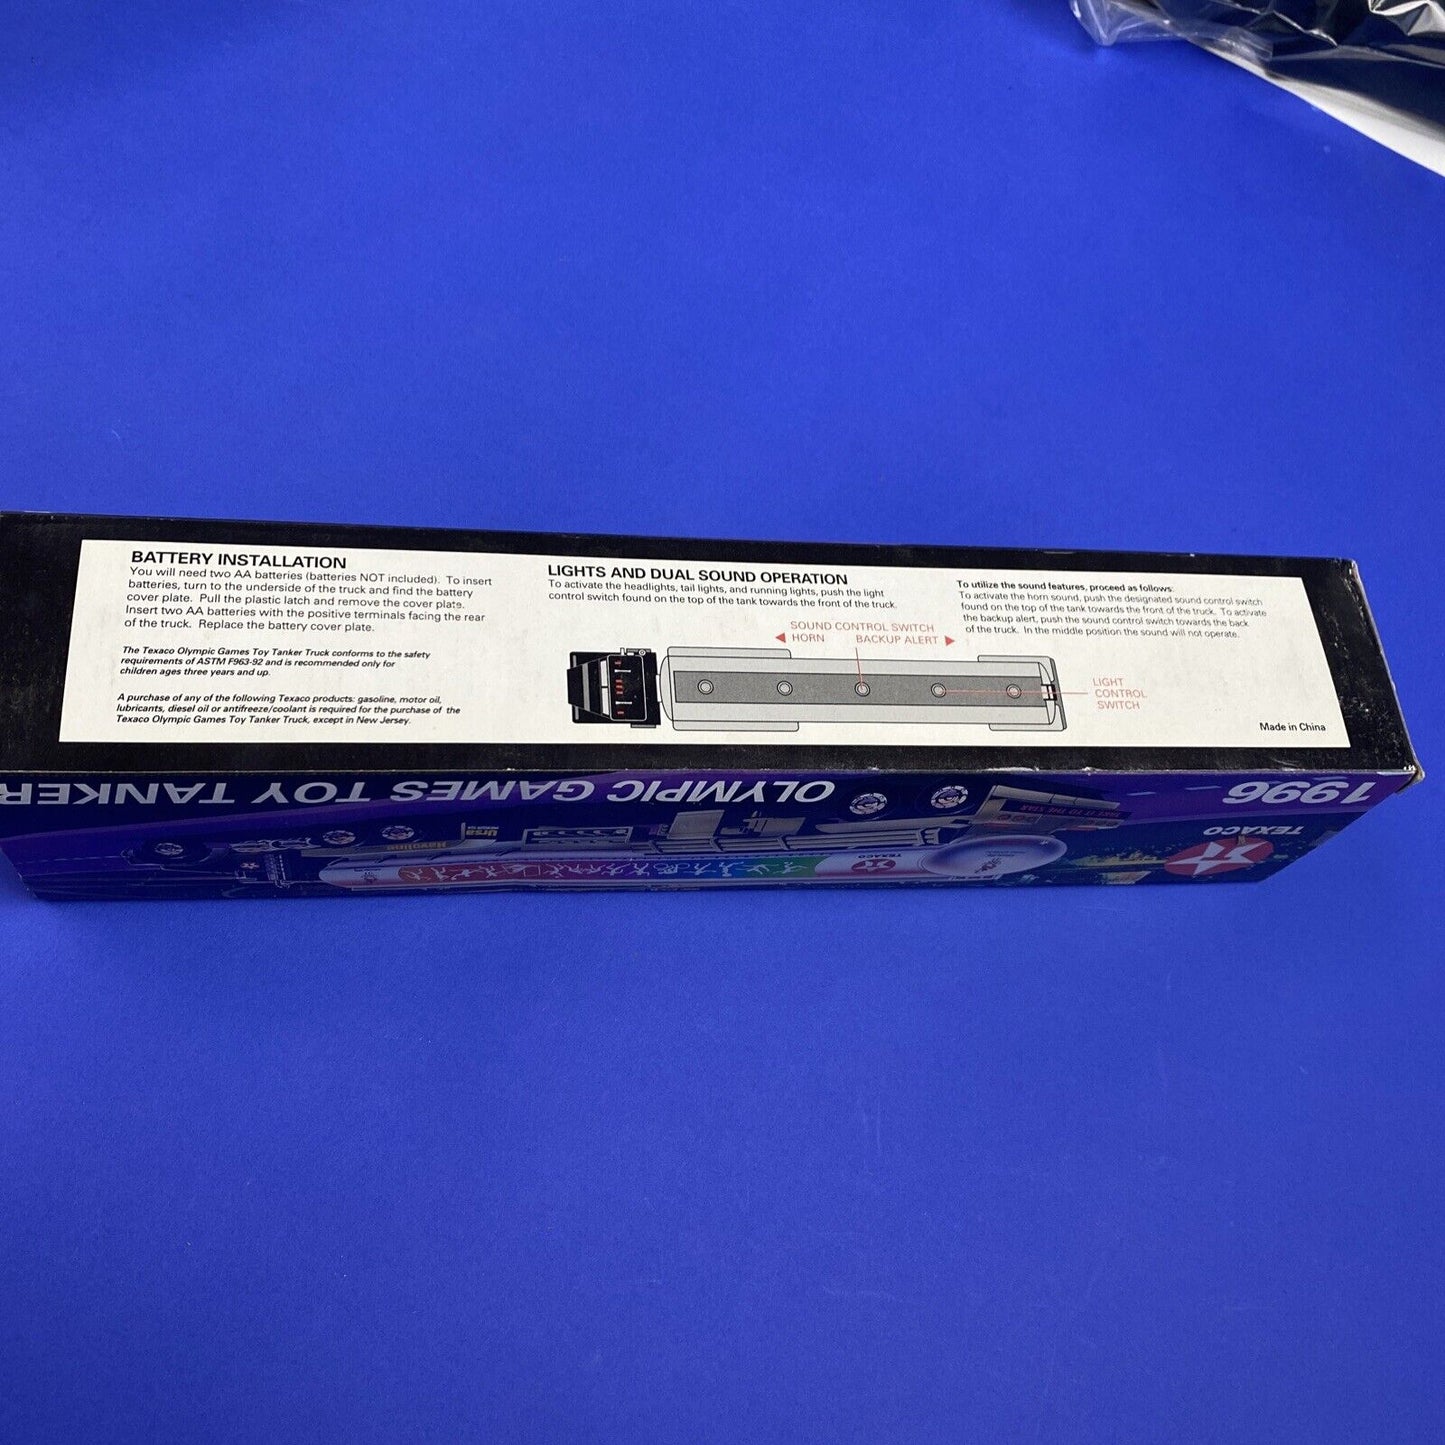 BATTERY INSTALLATION
You will need two AA batteries (batteries NOT included). To insert
batteries, turn to the underside of the truck and find the battery
cover plate. Pull the plastic latch and remove the cover plate.
Insert two AA batteries with the positive terminals facing the rear
of the truck. Replace the battery cover plate.
The Texaco Olympic Games Toy Tanker Truck conforms to the safety
requirements of ASTM F963-92 and is recommended only for
children ages three years and up.
A purchase of any of the following Texaco products: gasoline, motor oil,
lubricants, diesel oil or antifreeze/coolant is required for the purchase of the
Texaco Olympic Games Toy Tanker Truck, except in New Jersey.
LIGHTS AND DUAL SOUND OPERATION
To activate the headlights, tail lights, and running lights, push the light
control switch found on the top of the tank towards the front of the truck.
SOUND CONTROL SWITCH
HORN BACKUP ALERT
LIGHT
CONTROL
SWITCH
To utilize the sound features, proceed as follows:
To activate the horn sound, push the designated sound control switch
found on the top of the tank towards the front of the truck. To activate
the backup alert, push the sound control switch towards the back
of the truck. In the middle position the sound will not operate.
Made in China
1996
OLYMPIC GAMES TOY TANKER
TEXACO
TEXACO
Havoline
Ursa